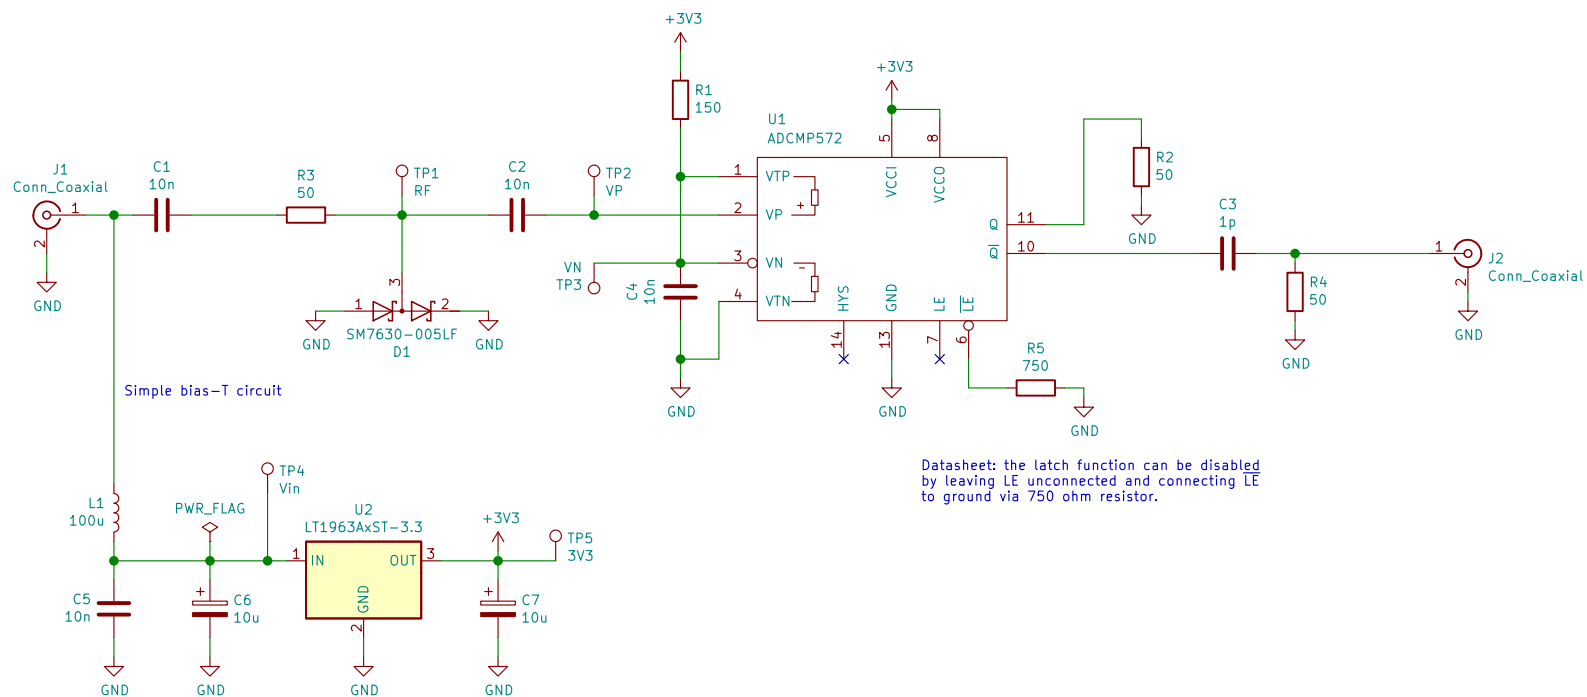 +3V3
R1
150
+3V3
U1
ADCMP572
5
8
VCCI
VCCO
1
VTP
+
2
VP
3
VN
-
4
VTN
HYS
GND
LE
LE
14
13
7
6
Q
11
Q
10
R2
50
GND
C3
1p
R4
50
GND
1
J2
Conn_Coaxial
2
GND
J1
Conn_Coaxial
1
2
GND
C1
10n
R3
50
TP1
RF
C2
10n
TP2
VP
VN
TP3
C4
10n
3
1
2
SM7630-005LF
D1
GND
GND
GND
GND
R5
750
GND
Simple bias-T circuit
Datasheet: the latch function can be disabled
by leaving LE unconnected and connecting LE
to ground via 750 ohm resistor.
L1
100u
PWR_FLAG
TP4
Vin
U2
LT1963AxST-3.3
1
IN
OUT
3
GND
2
+3V3
TP5
3V3
C5
10n
+
C6
10u
+
C7
10u
GND
GND
GND
GND